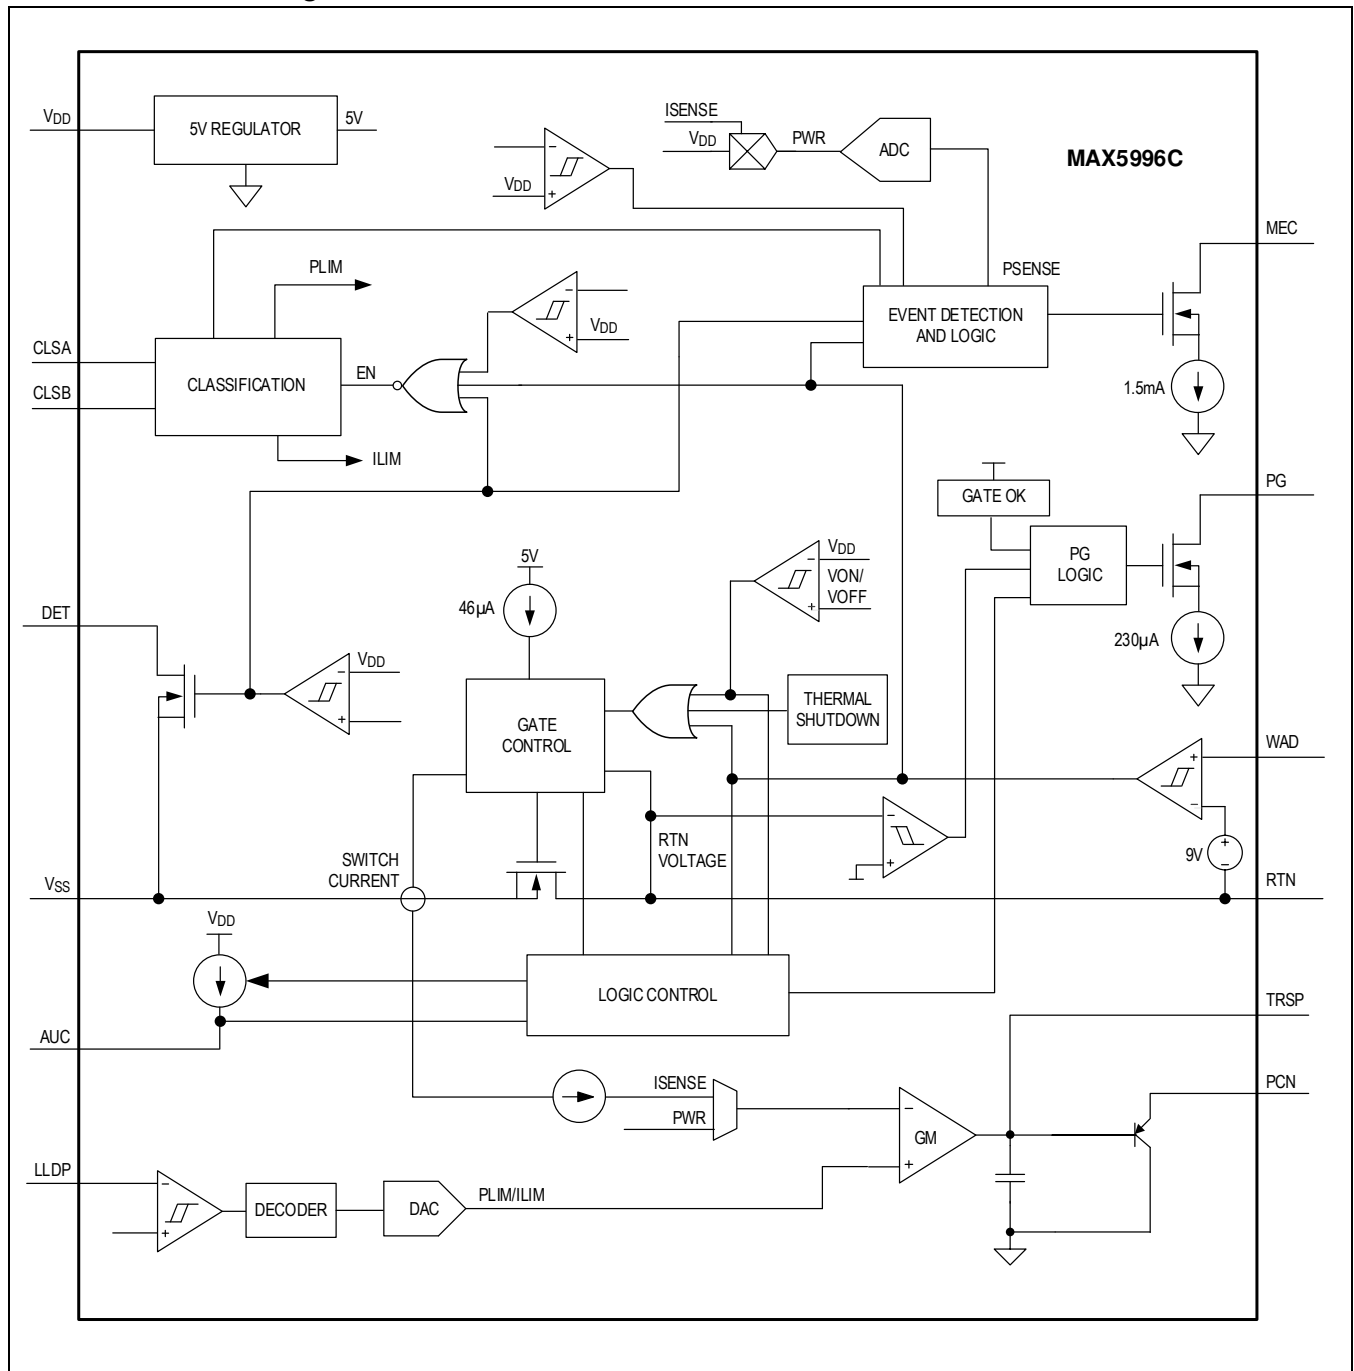 VDD
5V REGULATOR
5V
ISENSE
VDD
PWR
ADC
MAX5996C
VDD
MEC
PLIM
PSENSE
EVENT DETECTION
AND LOGIC
VDD
CLSA
CLSB
CLASSIFICATION
EN
1.5mA
ILIM
GATE OK
PG
PG
LOGIC
5V
46µA
VDD
VON/
VOFF
DET
230µA
VDD
GATE
CONTROL
THERMAL
SHUTDOWN
WAD
RTN
VOLTAGE
9V
SWITCH
CURRENT
VSS
RTN
VDD
LOGIC CONTROL
TRSP
AUC
ISENSE
PWR
PCN
GM
LLDP
DECODER
DAC
PLIM/ILIM